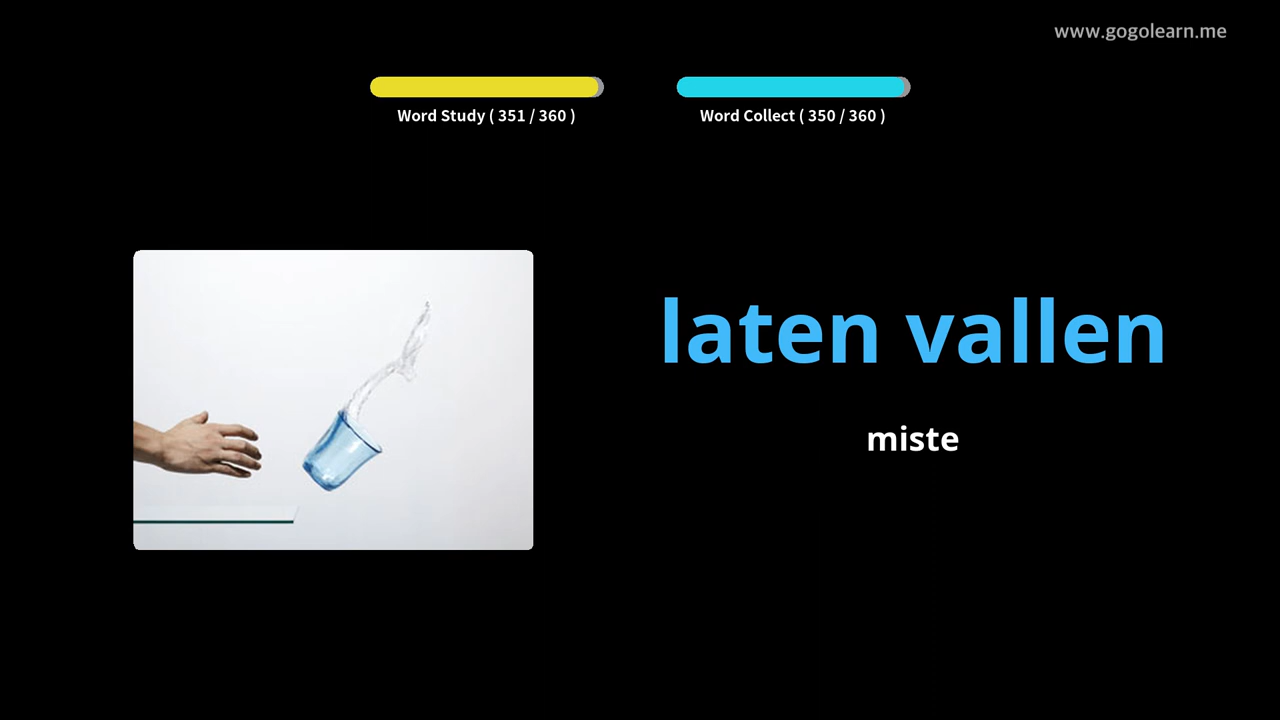 www.gogolearn.me
Word Study ( 351 / 360 )
Word Collect ( 350 / 360 )
laten vallen
miste